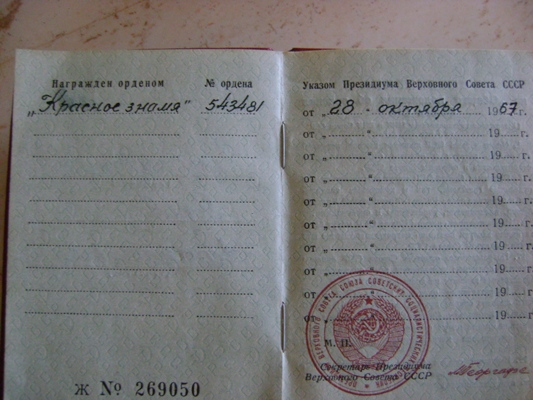 Награжден орденом № ордена
„Красное знамя" 543481
Ж № 269050
Указом Президиума Верховного Совета СССР
от „ 28 " октября 1967 г.
от „ " 19 г.
от „ " 19 г.
от „ " 19 г.
от „ " 19 г.
от „ " 19 г.
от „ " 19 г.
от „ " 19 г.
от „ " 19 г.
от „ " 19 г.
М. П.
Секретарь Президиума
Верховного Совета СССР